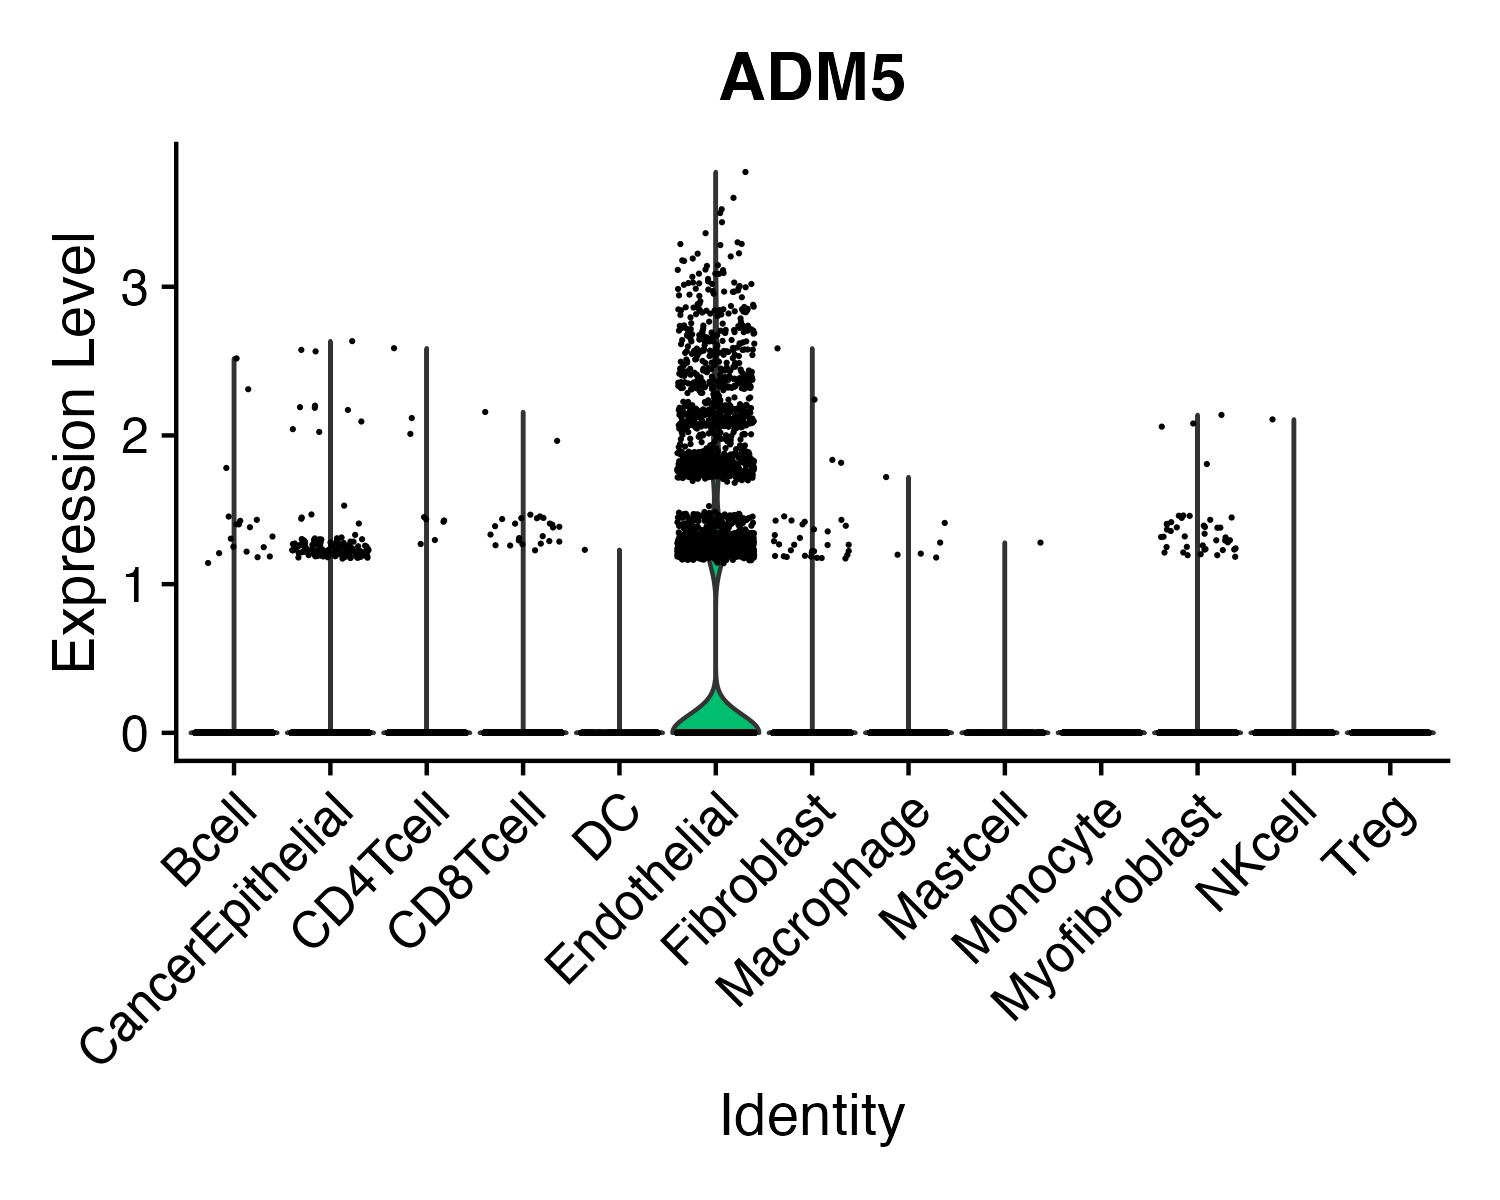 ADM5
Expression Level
3
2
1
0
Bcell
CancerEpithelial
CD4Tcell
CD8Tcell
DC
Endothelial
Fibroblast
Macrophage
Mastcell
Monocyte
Myofibroblast
NKcell
Treg
Identity